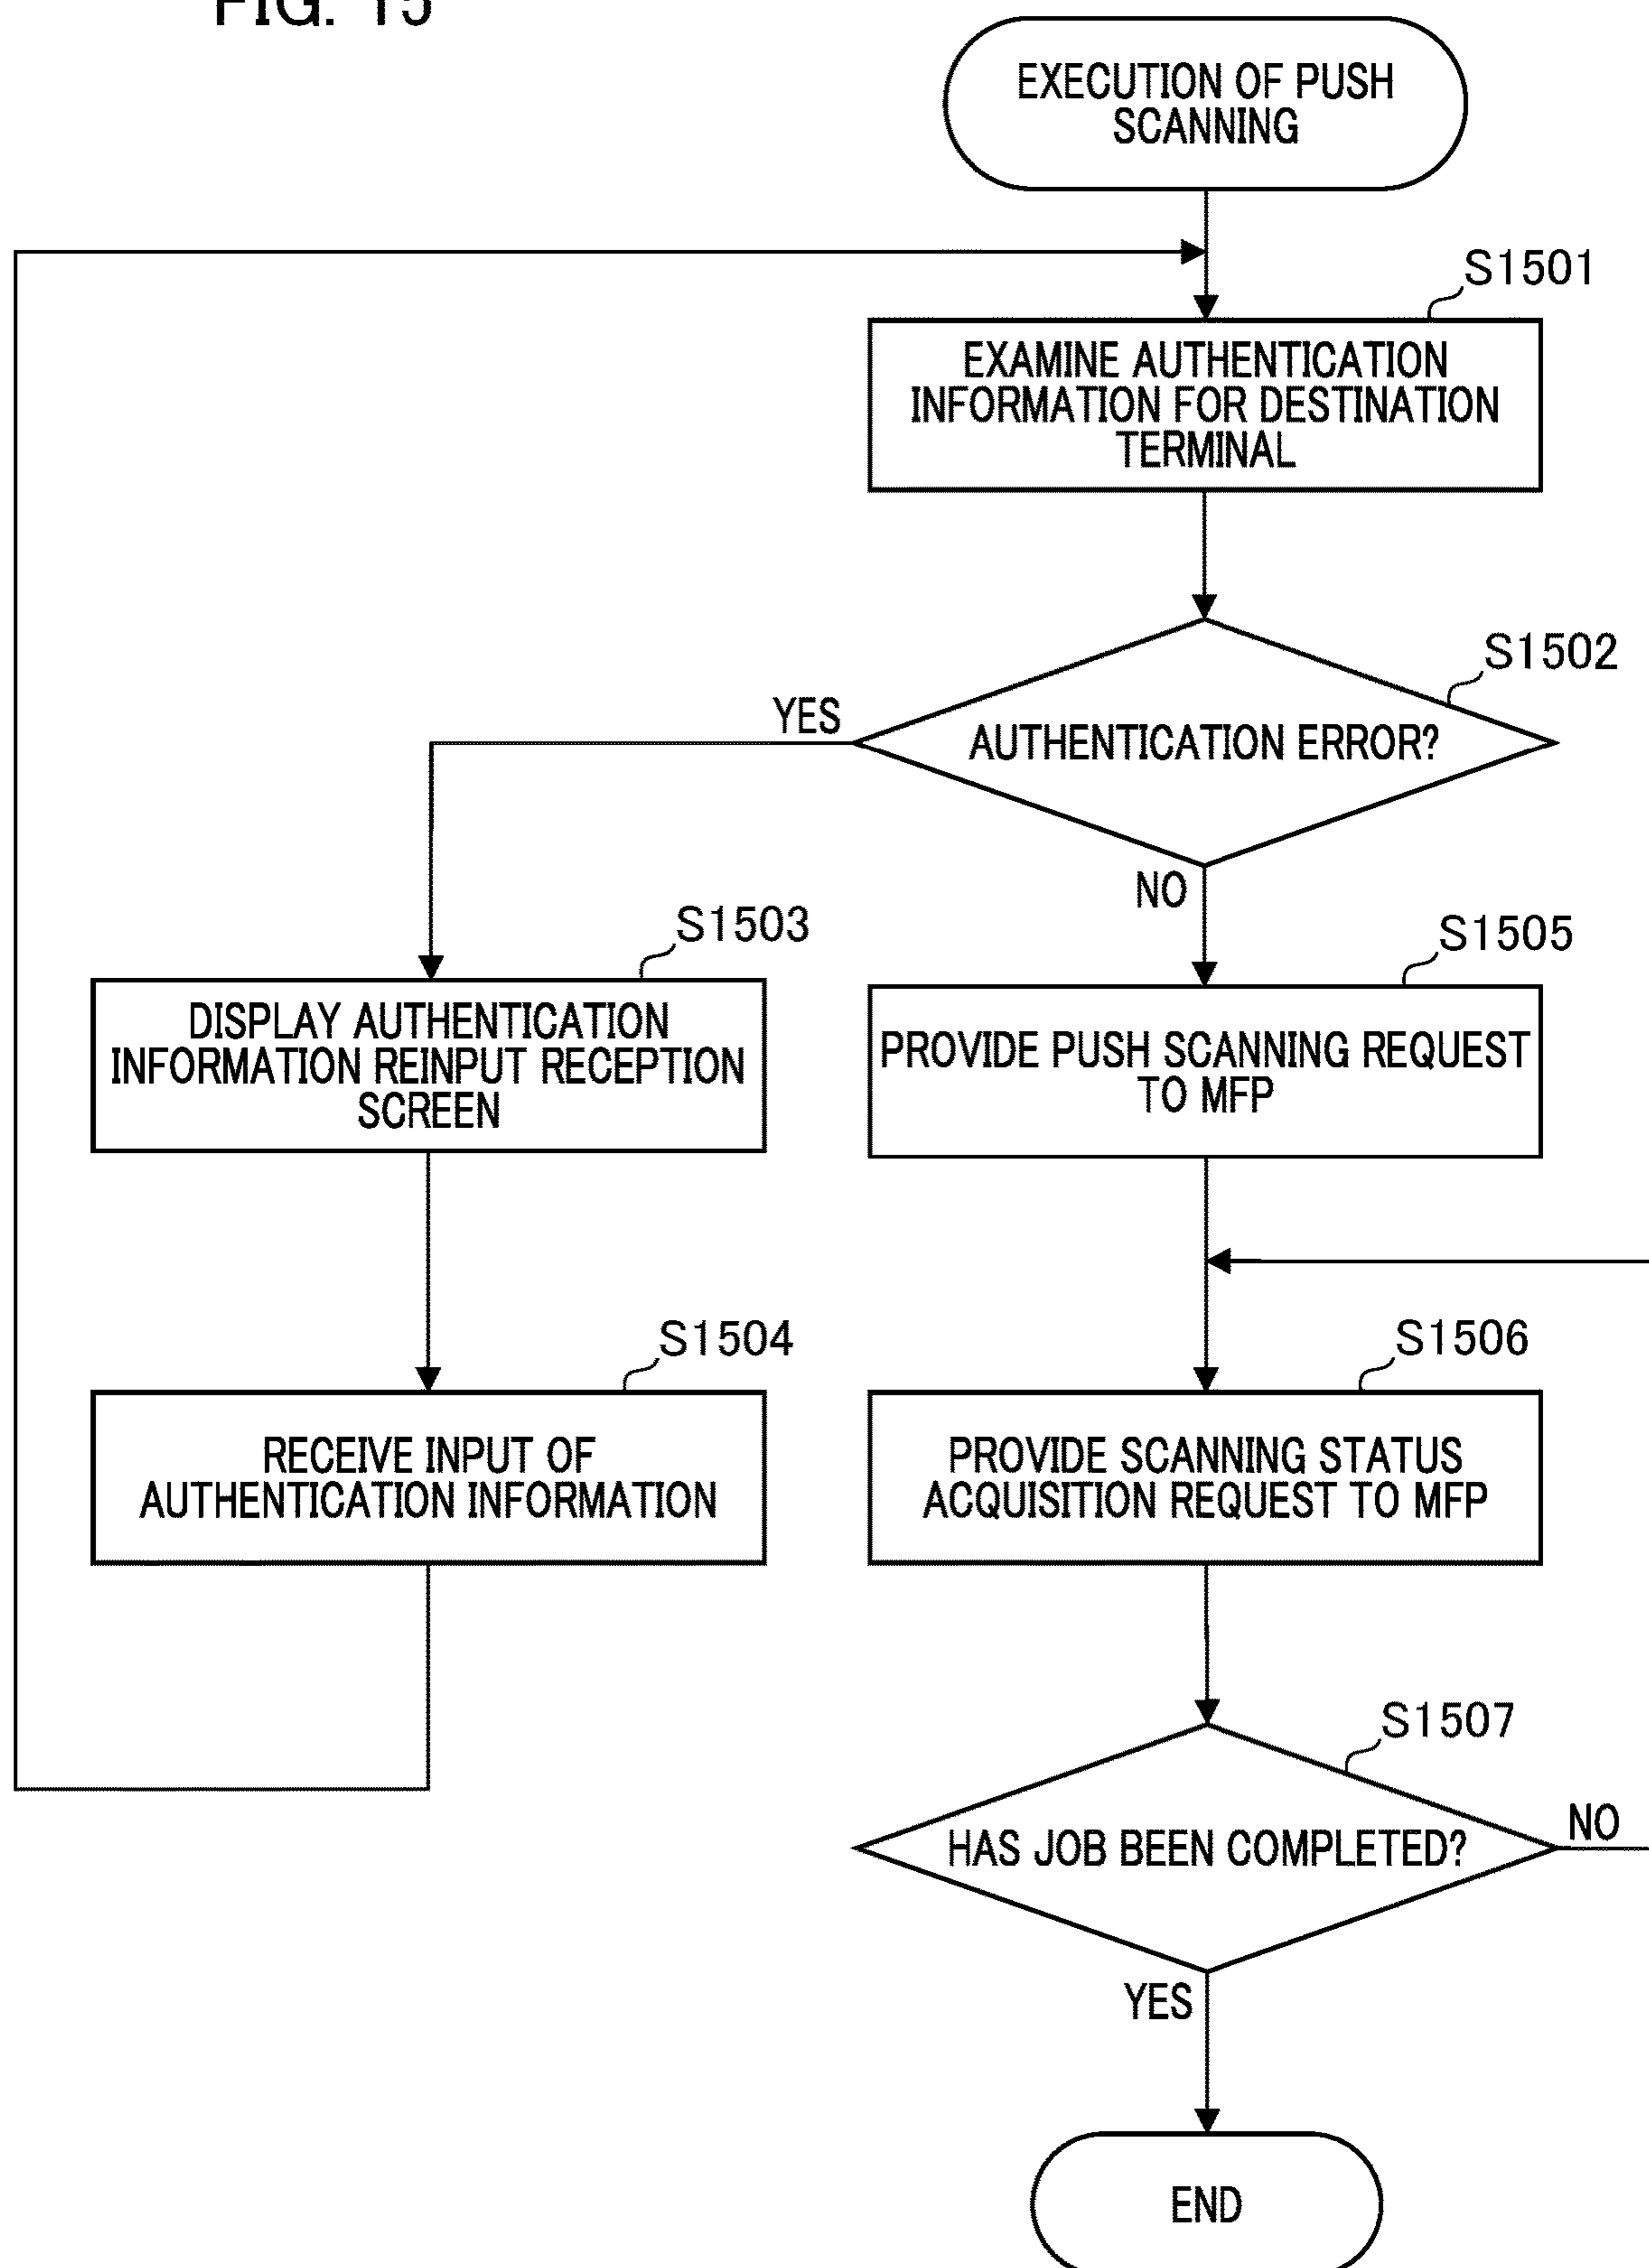 FIG. 15
EXECUTION OF PUSH
SCANNING
S1501
EXAMINE AUTHENTICATION
INFORMATION FOR DESTINATION
TERMINAL
S1502
YES
AUTHENTICATION ERROR?
NO
S1503
DISPLAY AUTHENTICATION
INFORMATION REINPUT RECEPTION
SCREEN
S1505
PROVIDE PUSH SCANNING REQUEST
TO MFP
S1504
RECEIVE INPUT OF
AUTHENTICATION INFORMATION
S1506
PROVIDE SCANNING STATUS
ACQUISITION REQUEST TO MFP
S1507
HAS JOB BEEN COMPLETED?
NO
YES
END